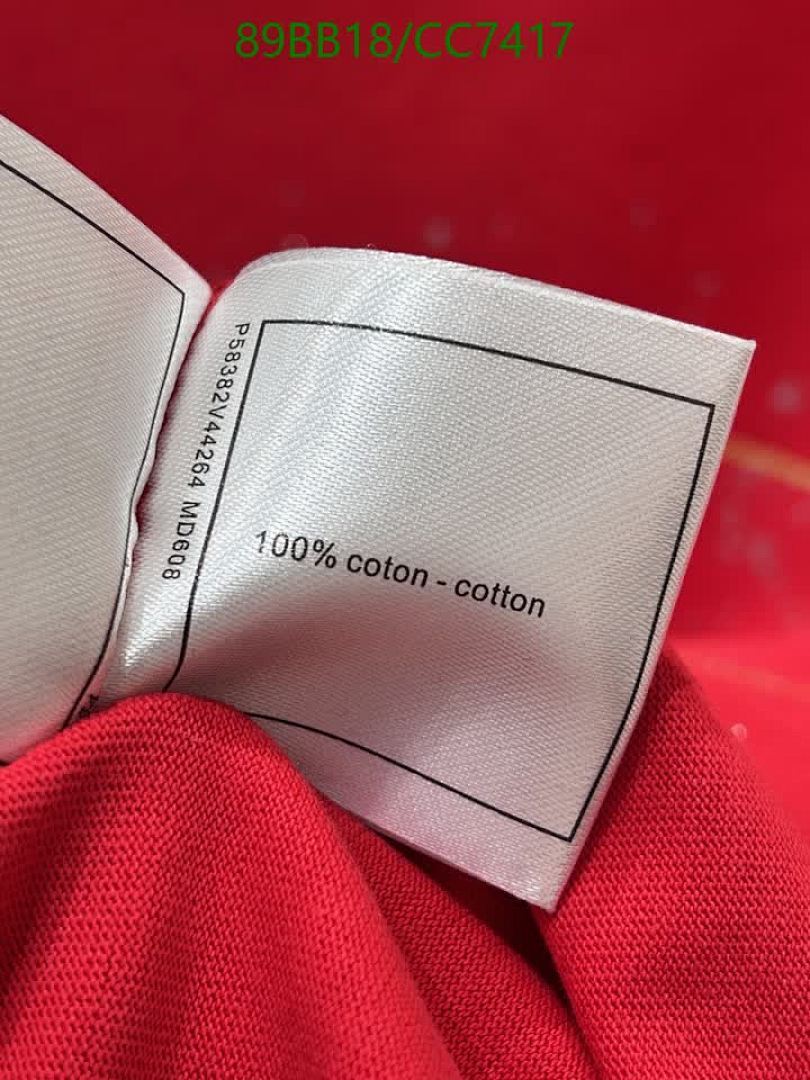 89BB18/CC7417
P58382V44264 MD608
100% coton - cotton